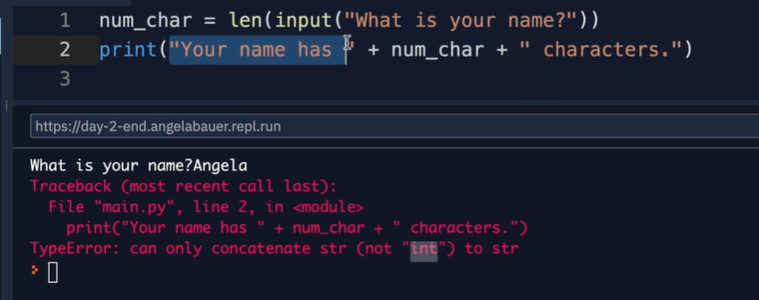 1 num_char = len(input("What is your name?"))
2 print("Your name has " + num_char + " characters.")
3
https://day-2-end.angelabauer.repl.run
What is your name?Angela
Traceback (most recent call last):
  File "main.py", line 2, in <module>
    print("Your name has " + num_char + " characters.")
TypeError: can only concatenate str (not "int") to str